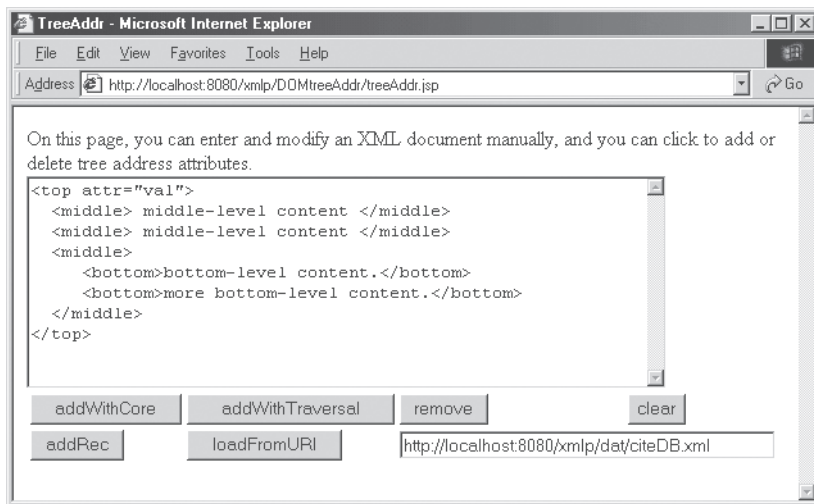 TreeAddr - Microsoft Internet Explorer
File Edit View Favorites Tools Help
Address http://localhost:8080/xmlp/DOMtreeAddr/treeAddr.jsp Go
On this page, you can enter and modify an XML document manually, and you can click to add or
delete tree address attributes.
<top attr="val">
  <middle> middle-level content </middle>
  <middle> middle-level content </middle>
  <middle>
     <bottom>bottom-level content.</bottom>
     <bottom>more bottom-level content.</bottom>
  </middle>
</top>
addWithCore addWithTraversal remove clear
addRec loadFromURI http://localhost:8080/xmlp/dat/citeDB.xml